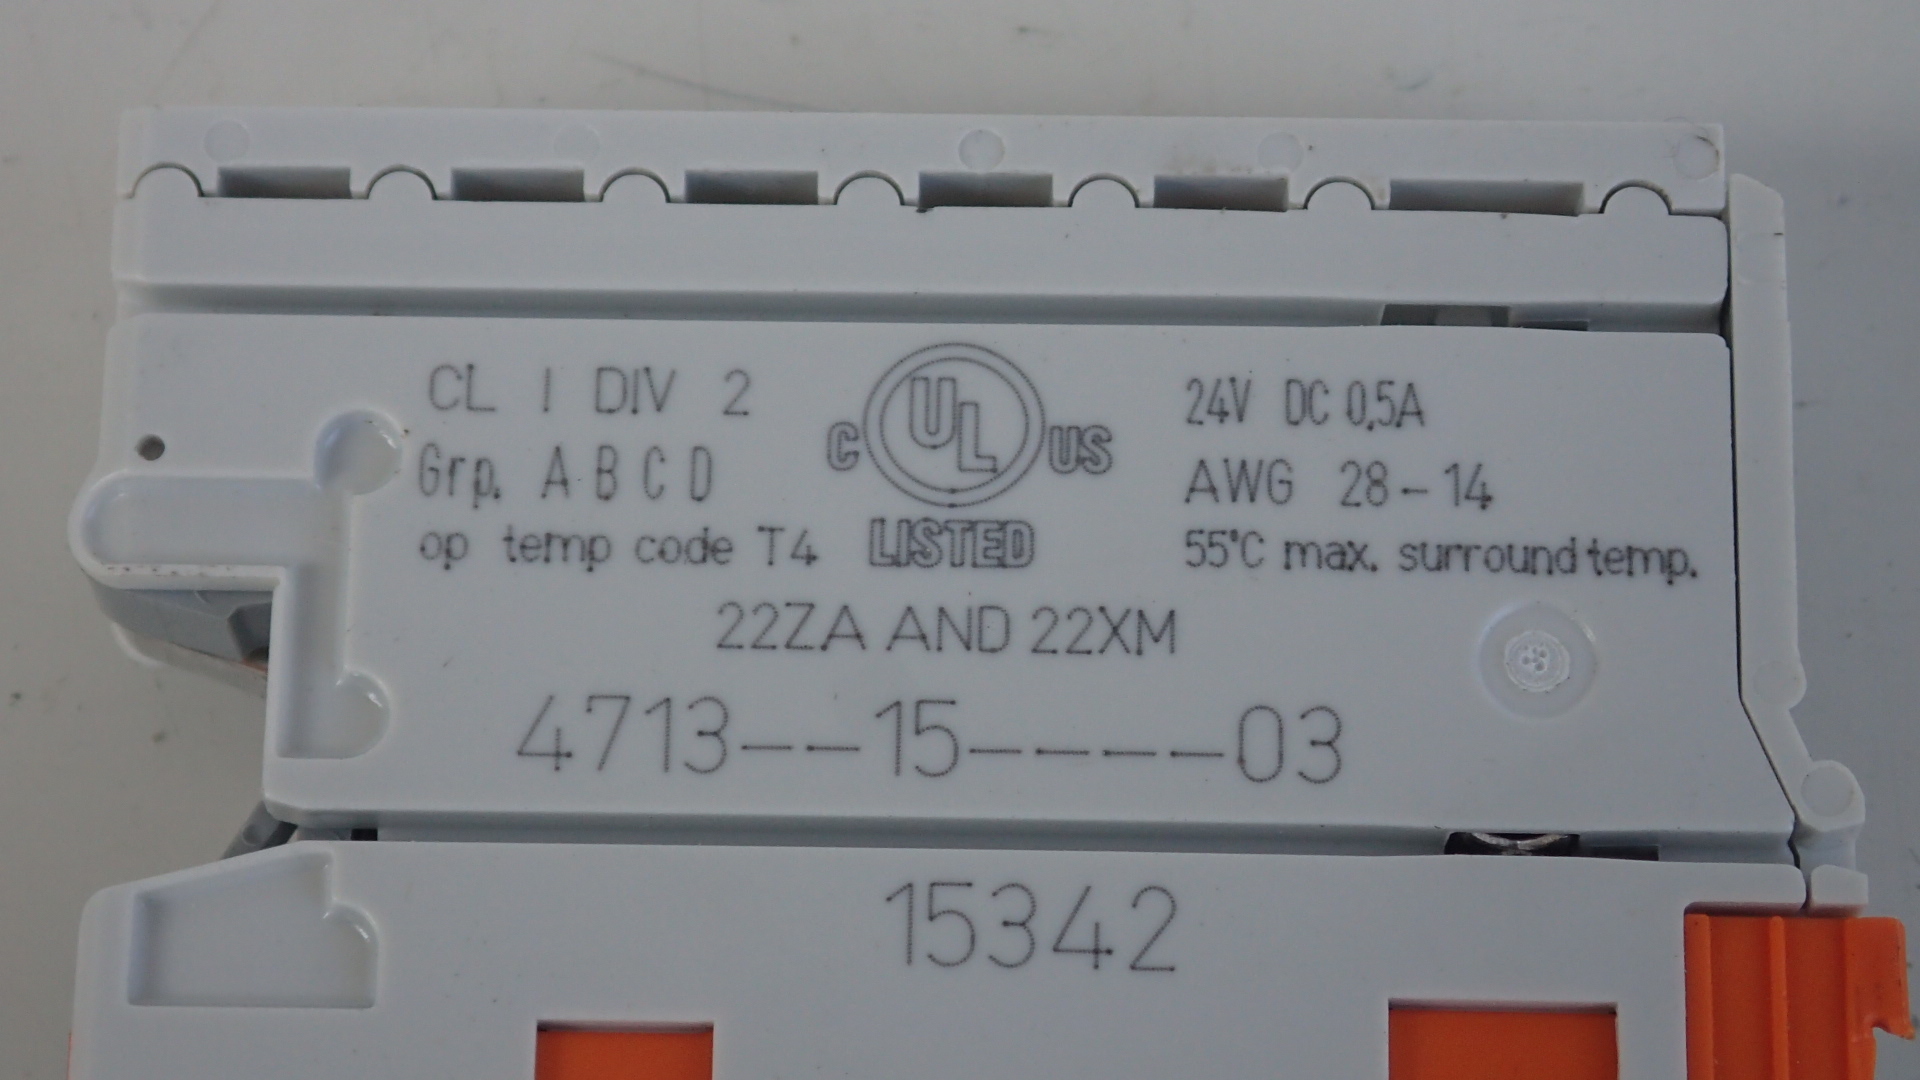 CL I DIV 2
Grp. A B C D
op temp code T4
C UL US
LISTED
24V DC 0.5A
AWG 28-14
55°C max. surround temp.
22ZA AND 22XM
4713--15----03
15342